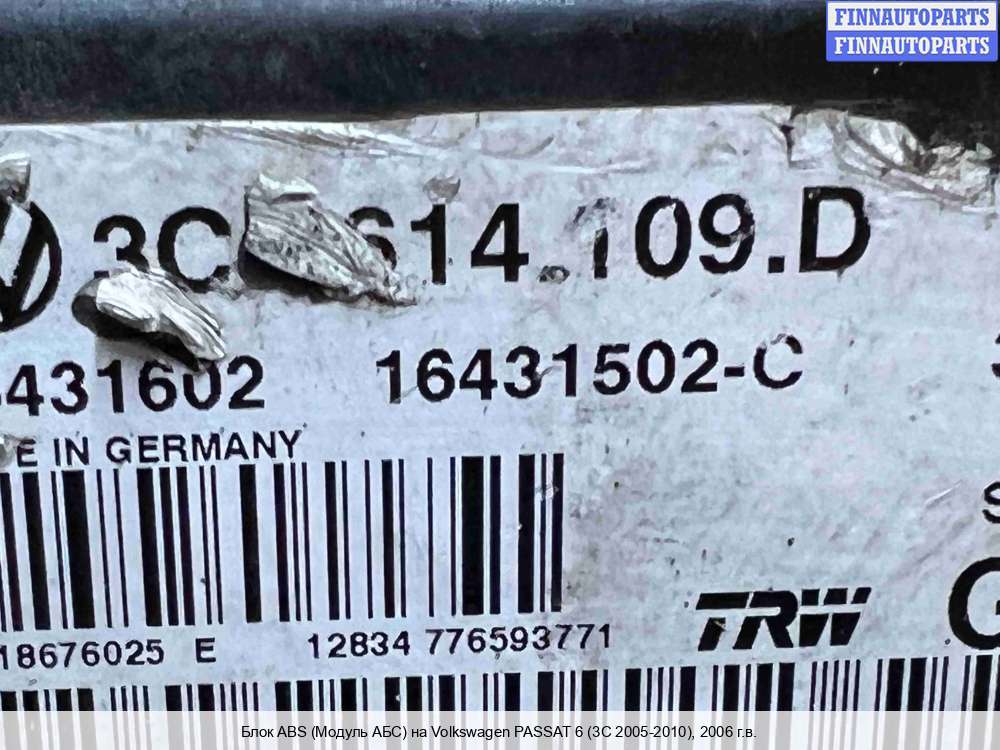 FINNAUTOPARTS
FINNAUTOPARTS
3C 614.109.D
431602 16431502-C
E IN GERMANY
18676025 E 12834 776593771
TRW
Блок ABS (Модуль АБС) на Volkswagen PASSAT 6 (3C 2005-2010), 2006 г.в.